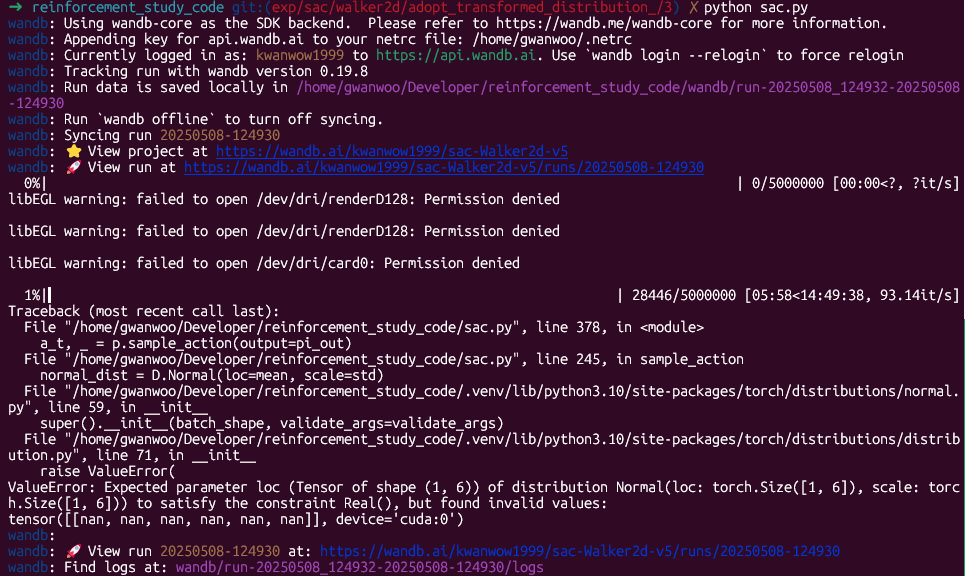 ➜ reinforcement_study_code git:(exp/sac/walker2d/adopt_transformed_distribution_/3) ✗ python sac.py
wandb: Using wandb-core as the SDK backend.  Please refer to https://wandb.me/wandb-core for more information.
wandb: Appending key for api.wandb.ai to your netrc file: /home/gwanwoo/.netrc
wandb: Currently logged in as: kwanwow1999 to https://api.wandb.ai. Use `wandb login --relogin` to force relogin
wandb: Tracking run with wandb version 0.19.8
wandb: Run data is saved locally in /home/gwanwoo/Developer/reinforcement_study_code/wandb/run-20250508_124932-20250508
-124930
wandb: Run `wandb offline` to turn off syncing.
wandb: Syncing run 20250508-124930
wandb: ⭐ View project at https://wandb.ai/kwanwow1999/sac-Walker2d-v5
wandb: 🚀 View run at https://wandb.ai/kwanwow1999/sac-Walker2d-v5/runs/20250508-124930
  0%| | 0/5000000 [00:00<?, ?it/s]
libEGL warning: failed to open /dev/dri/renderD128: Permission denied
libEGL warning: failed to open /dev/dri/renderD128: Permission denied
libEGL warning: failed to open /dev/dri/card0: Permission denied
  1%| | 28446/5000000 [05:58<14:49:38, 93.14it/s]
Traceback (most recent call last):
  File "/home/gwanwoo/Developer/reinforcement_study_code/sac.py", line 378, in <module>
    a_t, _ = p.sample_action(output=pi_out)
  File "/home/gwanwoo/Developer/reinforcement_study_code/sac.py", line 245, in sample_action
    normal_dist = D.Normal(loc=mean, scale=std)
  File "/home/gwanwoo/Developer/reinforcement_study_code/.venv/lib/python3.10/site-packages/torch/distributions/normal.
py", line 59, in __init__
    super().__init__(batch_shape, validate_args=validate_args)
  File "/home/gwanwoo/Developer/reinforcement_study_code/.venv/lib/python3.10/site-packages/torch/distributions/distrib
ution.py", line 71, in __init__
    raise ValueError(
ValueError: Expected parameter loc (Tensor of shape (1, 6)) of distribution Normal(loc: torch.Size([1, 6]), scale: torc
h.Size([1, 6])) to satisfy the constraint Real(), but found invalid values:
tensor([[nan, nan, nan, nan, nan, nan]], device='cuda:0')
wandb:
wandb: 🚀 View run 20250508-124930 at: https://wandb.ai/kwanwow1999/sac-Walker2d-v5/runs/20250508-124930
wandb: Find logs at: wandb/run-20250508_124932-20250508-124930/logs